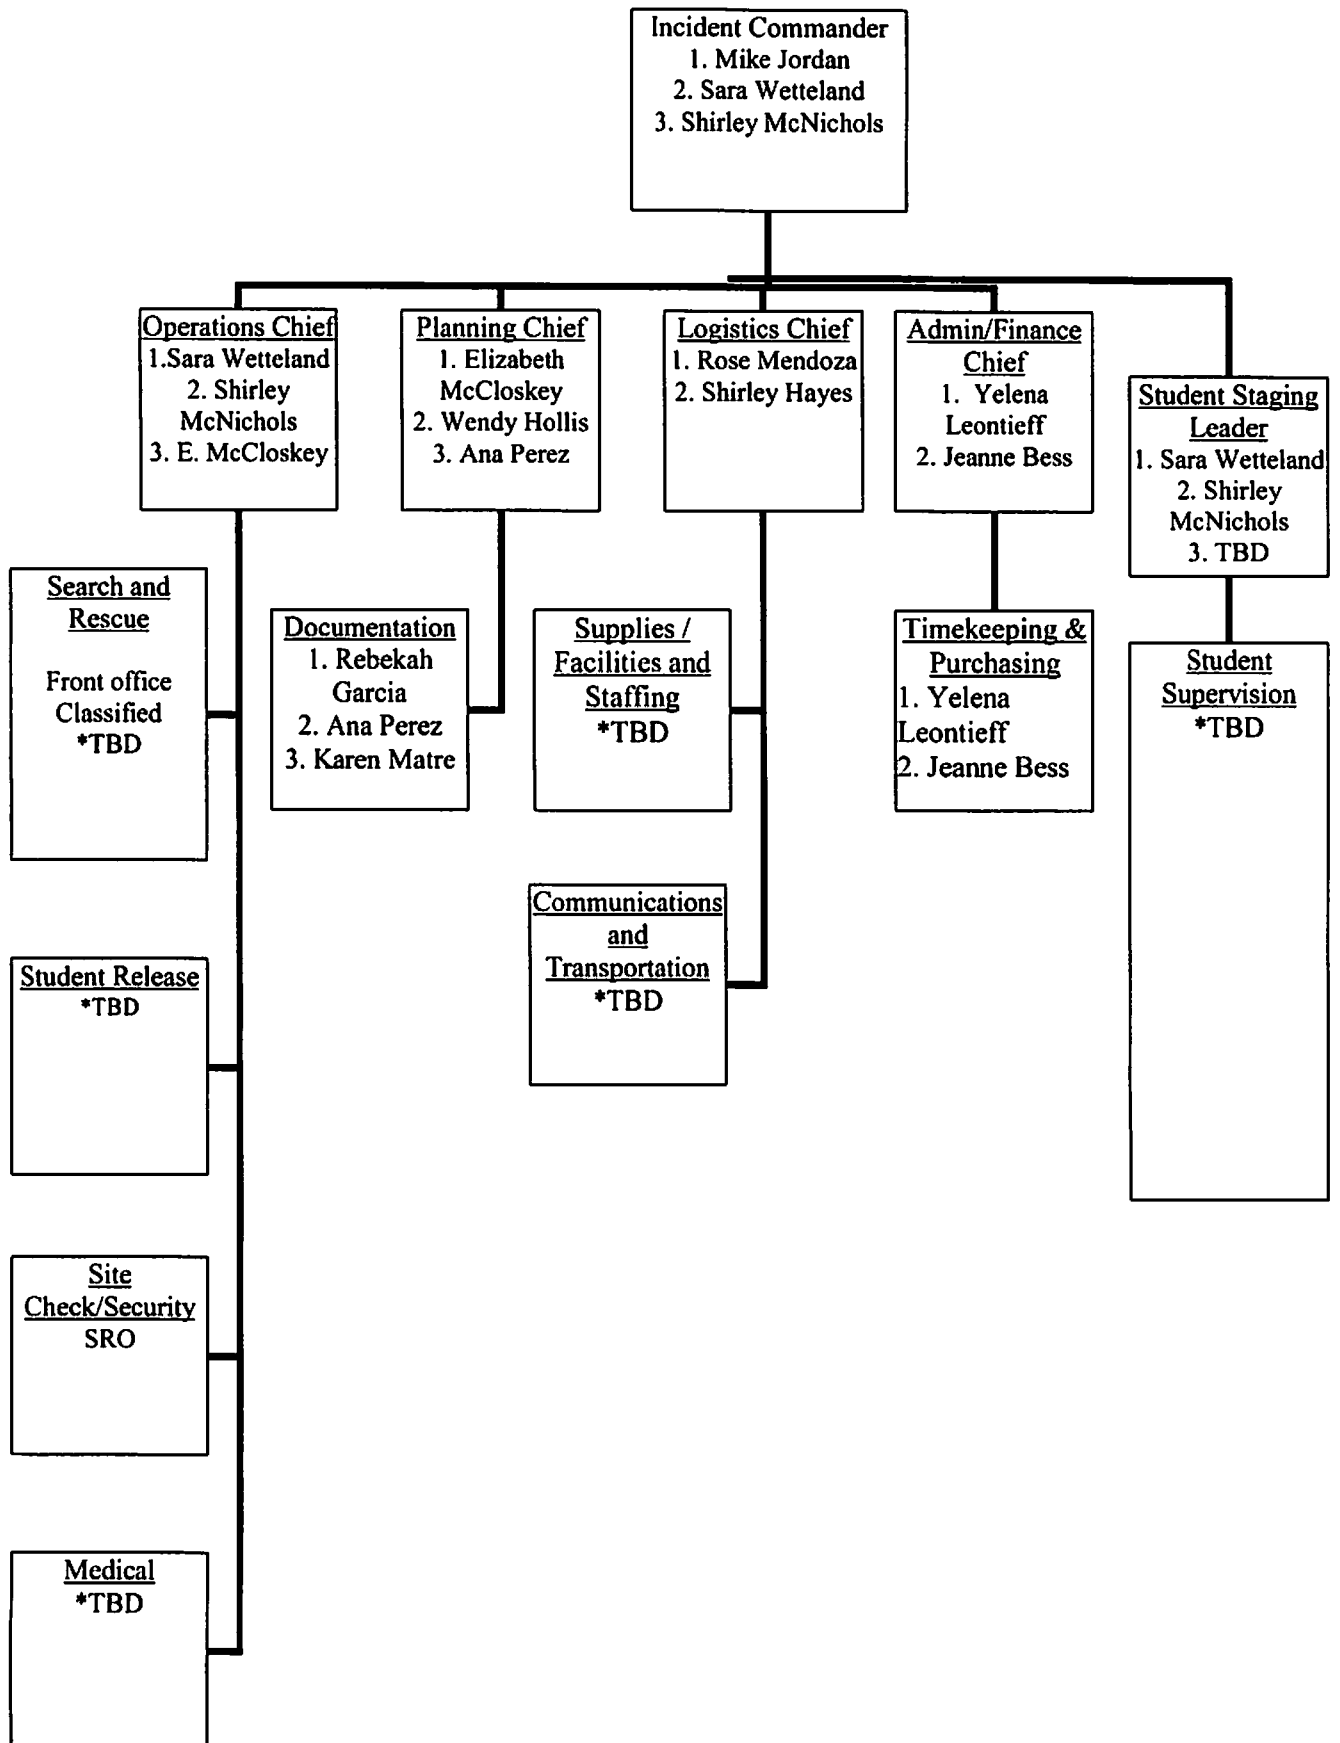 Incident Commander
1. Mike Jordan
2. Sara Wetteland
3. Shirley McNichols
Operations Chief
1.Sara Wetteland
2. Shirley
McNichols
3. E. McCloskey
Planning Chief
1. Elizabeth
McCloskey
2. Wendy Hollis
3. Ana Perez
Logistics Chief
1. Rose Mendoza
2. Shirley Hayes
Admin/Finance
Chief
1. Yelena
Leontieff
2. Jeanne Bess
Student Staging
Leader
1. Sara Wetteland
2. Shirley
McNichols
3. TBD
Search and
Rescue
Front office
Classified
*TBD
Documentation
1. Rebekah
Garcia
2. Ana Perez
3. Karen Matre
Supplies /
Facilities and
Staffing
*TBD
Timekeeping &
Purchasing
1. Yelena
Leontieff
2. Jeanne Bess
Student
Supervision
*TBD
Communications
and
Transportation
*TBD
Student Release
*TBD
Site
Check/Security
SRO
Medical
*TBD